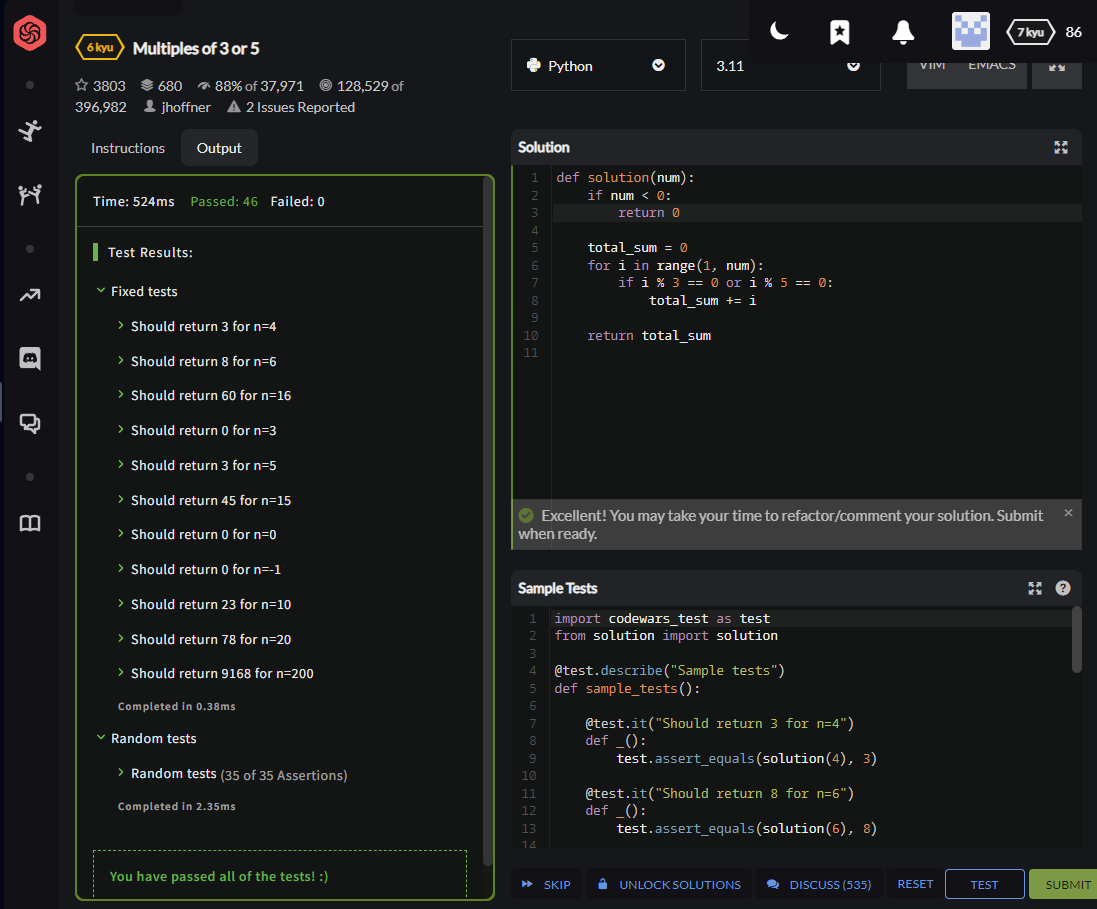 6 kyu Multiples of 3 or 5
3803 680 88% of 37,971 128,529 of
396,982 jhoffner 2 Issues Reported
Instructions Output
Time: 524ms Passed: 46 Failed: 0
Test Results:
Fixed tests
Should return 3 for n=4
Should return 8 for n=6
Should return 60 for n=16
Should return 0 for n=3
Should return 3 for n=5
Should return 45 for n=15
Should return 0 for n=0
Should return 0 for n=-1
Should return 23 for n=10
Should return 78 for n=20
Should return 9168 for n=200
Completed in 0.38ms
Random tests
Random tests (35 of 35 Assertions)
Completed in 2.35ms
You have passed all of the tests! :)
7 kyu 86
Python 3.11 VIM EMACS
Solution
1 def solution(num):
2 if num < 0:
3 return 0
4
5 total_sum = 0
6 for i in range(1, num):
7 if i % 3 == 0 or i % 5 == 0:
8 total_sum += i
9
10 return total_sum
11
Excellent! You may take your time to refactor/comment your solution. Submit
when ready.
Sample Tests
1 import codewars_test as test
2 from solution import solution
3
4 @test.describe("Sample tests")
5 def sample_tests():
6
7 @test.it("Should return 3 for n=4")
8 def _():
9 test.assert_equals(solution(4), 3)
10
11 @test.it("Should return 8 for n=6")
12 def _():
13 test.assert_equals(solution(6), 8)
14
SKIP UNLOCK SOLUTIONS DISCUSS (535) RESET TEST SUBMIT